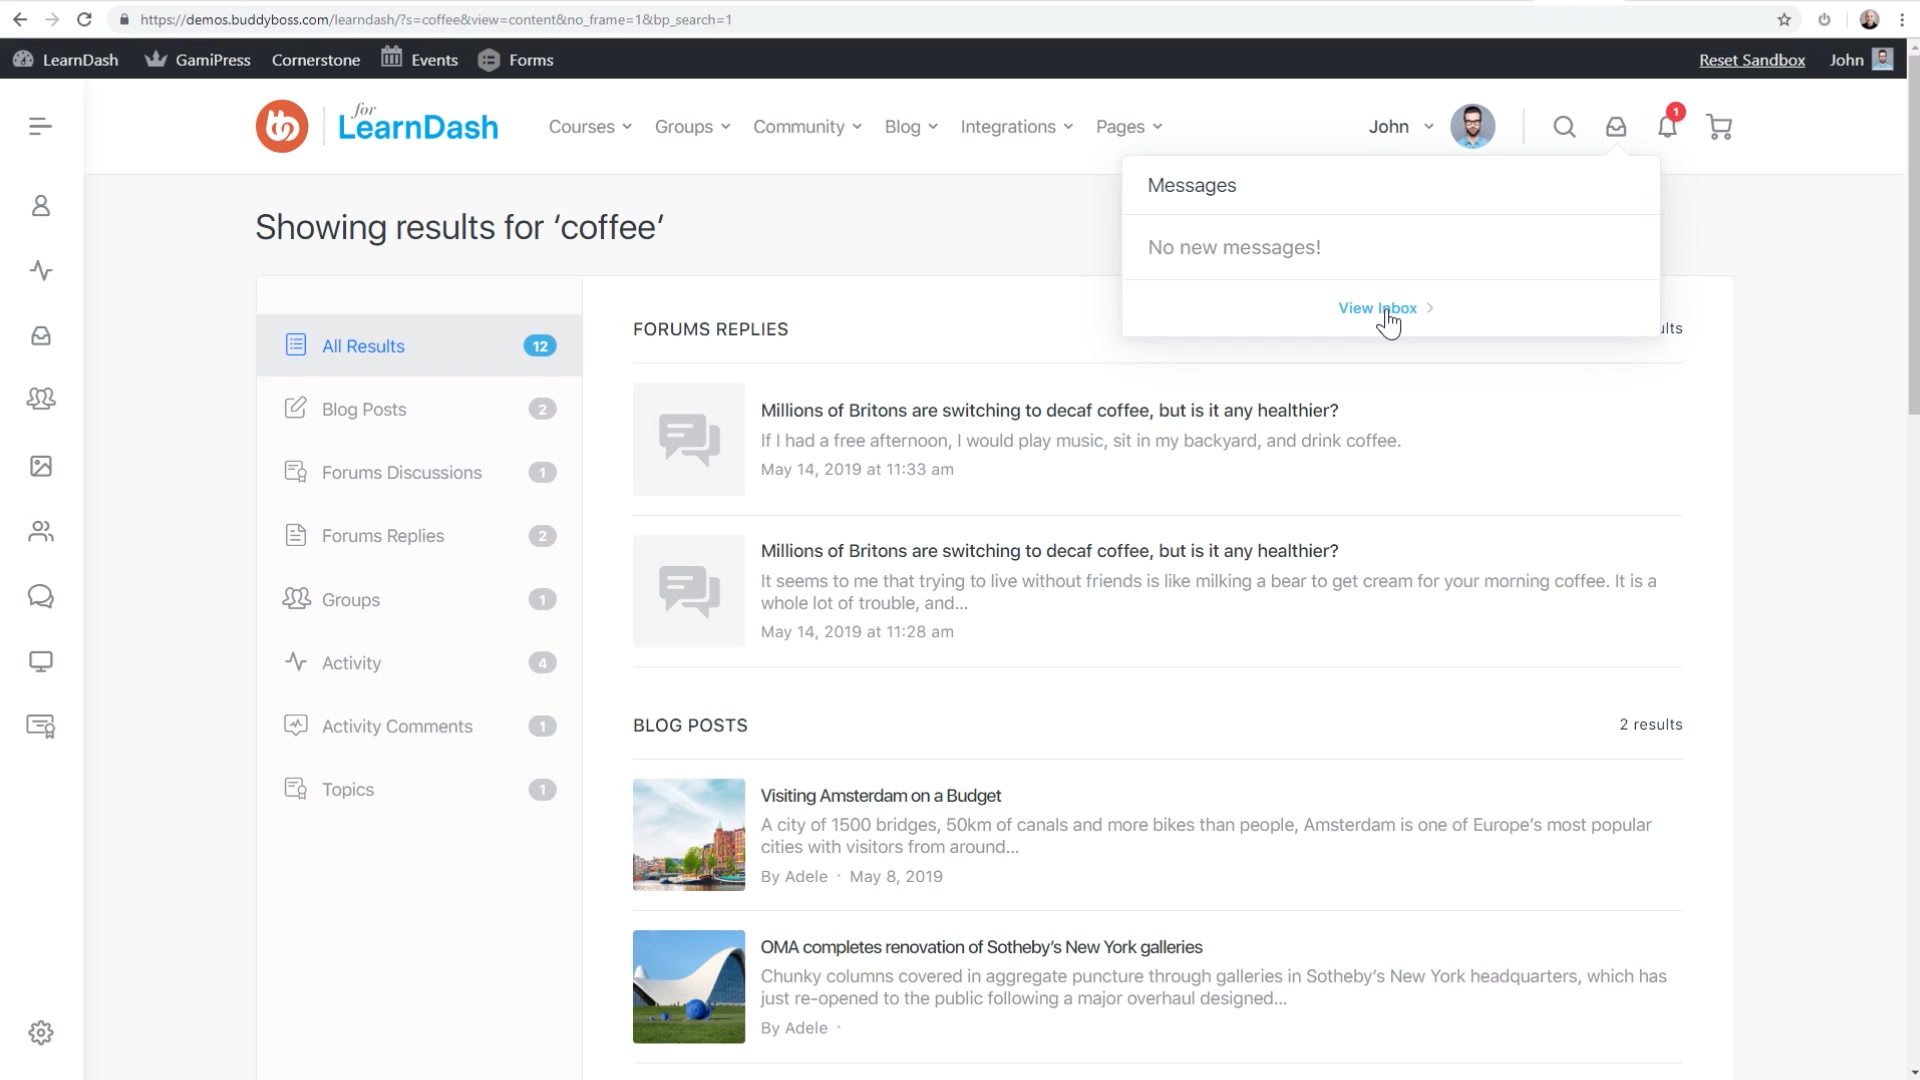 https://demos.buddyboss.com/learndash/?s=coffee&view=content&no_frame=1&bp_search=1
LearnDash GamiPress Cornerstone Events Forms Reset Sandbox John
for
LearnDash
Courses Groups Community Blog Integrations Pages John 1
Messages
No new messages!
View Inbox
Showing results for ‘coffee’
All Results 12
Blog Posts 2
Forums Discussions 1
Forums Replies 2
Groups 1
Activity 4
Activity Comments 1
Topics 1
FORUMS REPLIES
Millions of Britons are switching to decaf coffee, but is it any healthier?
If I had a free afternoon, I would play music, sit in my backyard, and drink coffee.
May 14, 2019 at 11:33 am
Millions of Britons are switching to decaf coffee, but is it any healthier?
It seems to me that trying to live without friends is like milking a bear to get cream for your morning coffee. It is a
whole lot of trouble, and...
May 14, 2019 at 11:28 am
BLOG POSTS 2 results
Visiting Amsterdam on a Budget
A city of 1500 bridges, 50km of canals and more bikes than people, Amsterdam is one of Europe’s most popular
cities with visitors from around...
By Adele · May 8, 2019
OMA completes renovation of Sotheby’s New York galleries
Chunky columns covered in aggregate puncture through galleries in Sotheby’s New York headquarters, which has
just re-opened to the public following a major overhaul designed...
By Adele ·